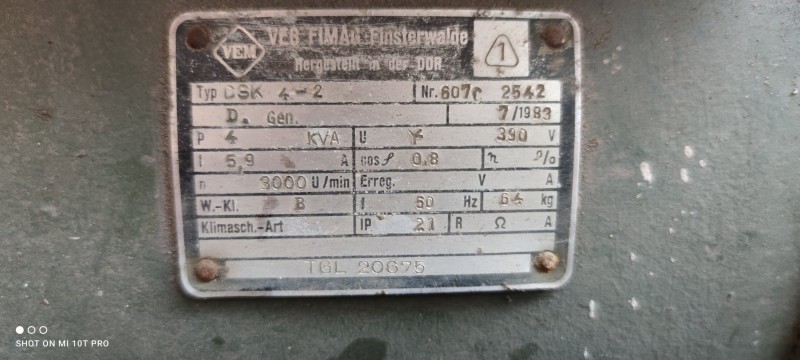 VEM
VEB FIMAG Finsterwalde
Hergestellt in der DDR
1
Typ DSK 4-2 Nr. 607 2542
D. Gen. 7/1983
P 4 KVA U Y 390 V
I 5,9 A cos φ 0,8 η %
n 3000 U/min Erreg. V A
W.-Kl. B f 50 Hz 64 kg
Klimasch.-Art IP 21 R Ω A
TGL 20675
SHOT ON MI 10T PRO